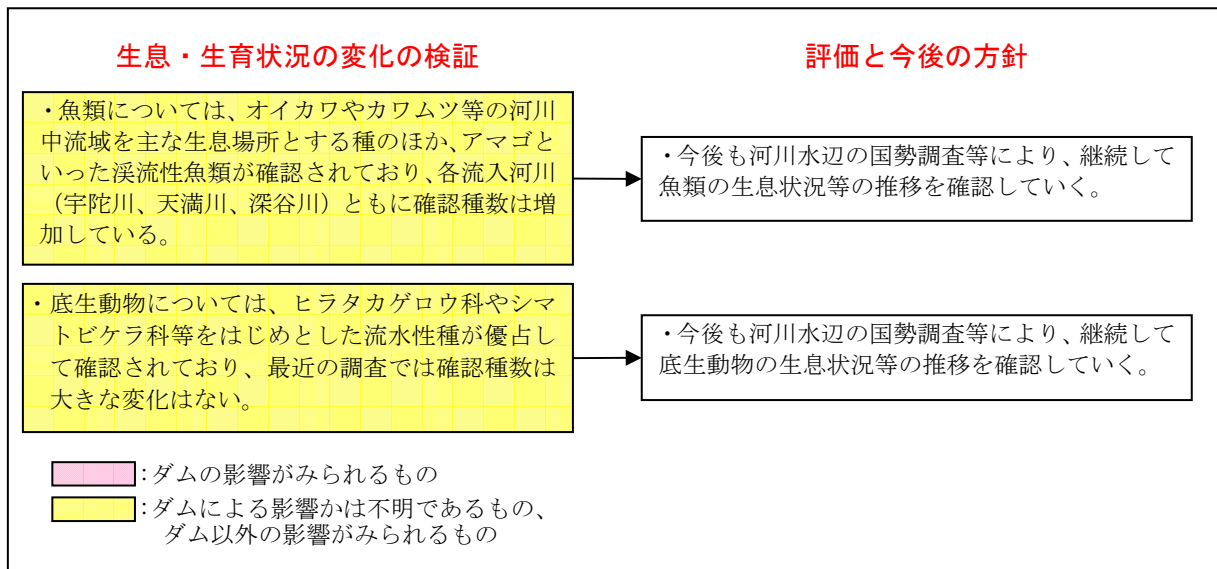 生息・生育状況の変化の検証
評価と今後の方針
・魚類については、オイカワやカワムツ等の河川
中流域を主な生息場所とする種のほか、アマゴと
いった渓流性魚類が確認されており、各流入河川
（宇陀川、天満川、深谷川）ともに確認種数は増
加している。
・今後も河川水辺の国勢調査等により、継続して
魚類の生息状況等の推移を確認していく。
・底生動物については、ヒラタカゲロウ科やシマ
トビケラ科等をはじめとした流水性種が優占し
て確認されており、最近の調査では確認種数は
大きな変化はない。
・今後も河川水辺の国勢調査等により、継続して
底生動物の生息状況等の推移を確認していく。
:ダムの影響がみられるもの
:ダムによる影響かは不明であるもの、
ダム以外の影響がみられるもの